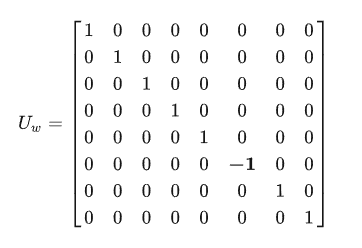 1 0 0 0 0 0 0 0
0 1 0 0 0 0 0 0
0 0 1 0 0 0 0 0
0 0 0 1 0 0 0 0
U_w = 0 0 0 0 1 0 0 0
0 0 0 0 0 −1 0 0
0 0 0 0 0 0 1 0
0 0 0 0 0 0 0 1